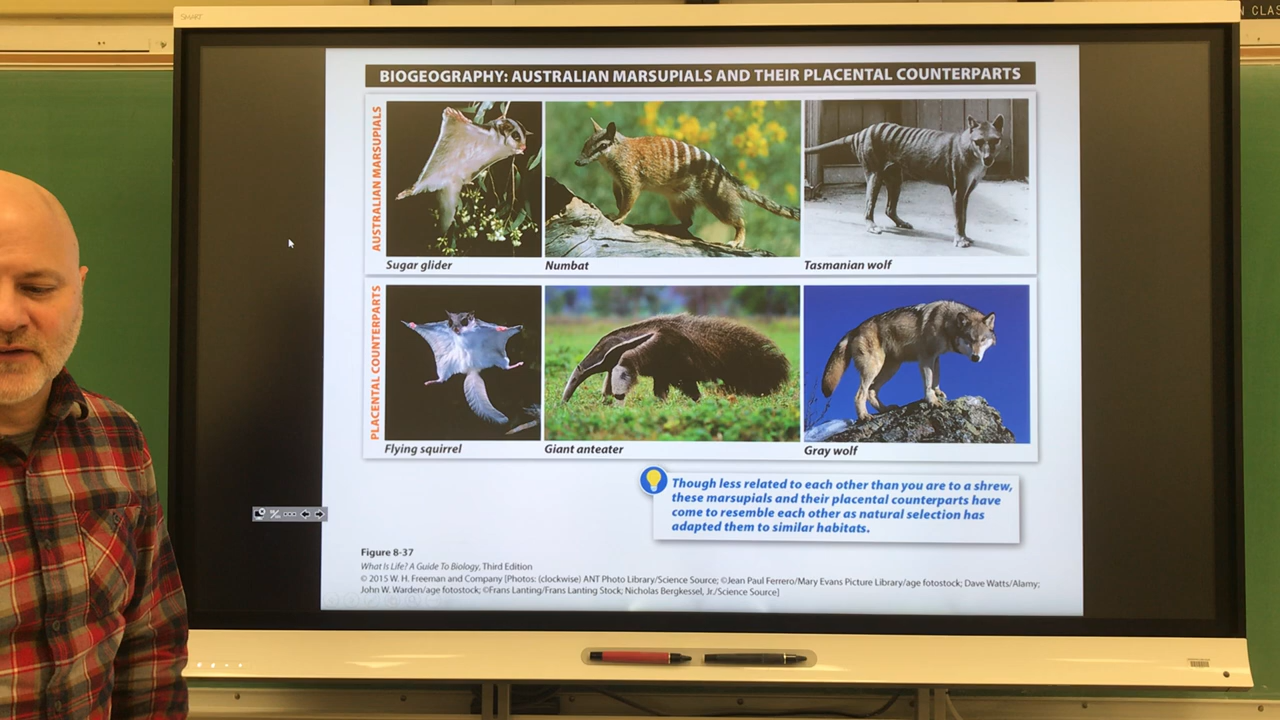 SMART
N CLAS
BIOGEOGRAPHY: AUSTRALIAN MARSUPIALS AND THEIR PLACENTAL COUNTERPARTS
AUSTRALIAN MARSUPIALS
Sugar glider
Numbat
Tasmanian wolf
PLACENTAL COUNTERPARTS
Flying squirrel
Giant anteater
Gray wolf
Though less related to each other than you are to a shrew,
these marsupials and their placental counterparts have
come to resemble each other as natural selection has
adapted them to similar habitats.
Figure 8-37
What Is Life? A Guide To Biology, Third Edition
© 2015 W. H. Freeman and Company [Photos: (clockwise) ANT Photo Library/Science Source; ©Jean Paul Ferrero/Mary Evans Picture Library/age fotostock; Dave Watts/Alamy;
John W. Warden/age fotostock; ©Frans Lanting/Frans Lanting Stock; Nicholas Bergkessel, Jr./Science Source]